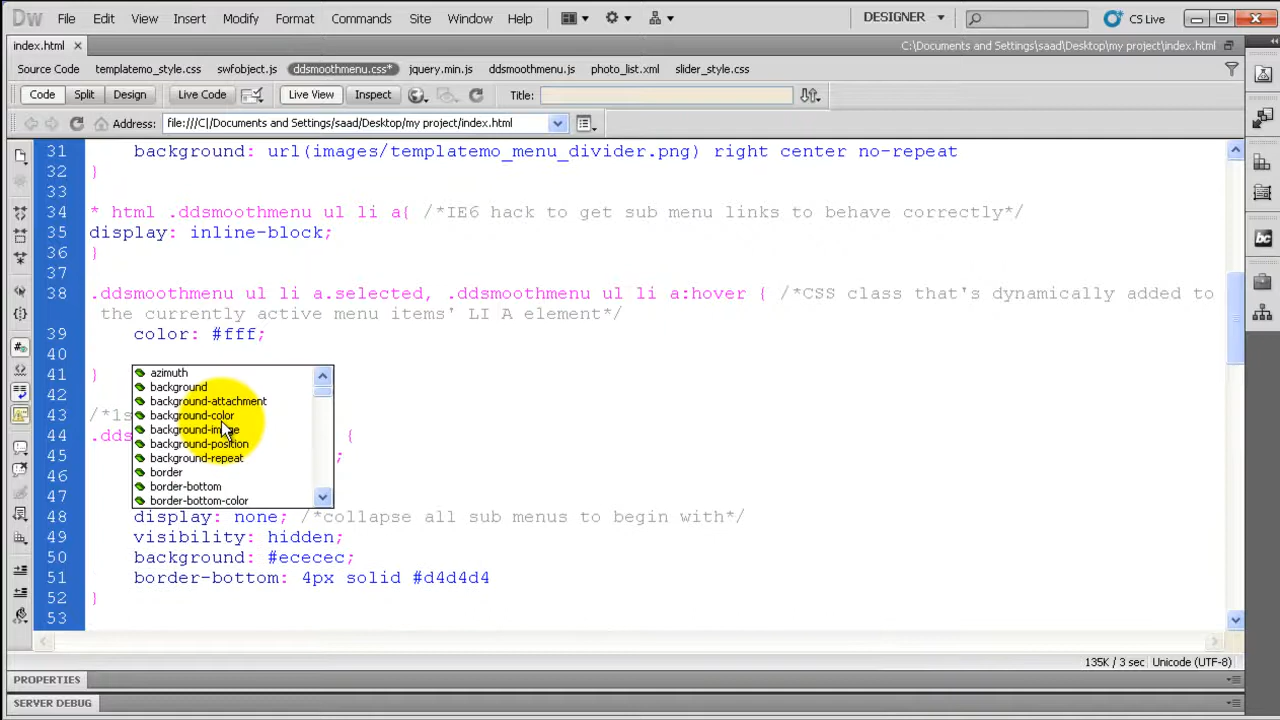 Dw File Edit View Insert Modify Format Commands Site Window Help DESIGNER CS Live
index.html C:\Documents and Settings\saad\Desktop\my project\index.html
Source Code templatemo_style.css swfobject.js ddsmoothmenu.css* jquery.min.js ddsmoothmenu.js photo_list.xml slider_style.css
Code Split Design Live Code Live View Inspect Title:
Address: file:///C|/Documents and Settings/saad/Desktop/my project/index.html
31 background: url(images/templatemo_menu_divider.png) right center no-repeat
32 }
33
34 * html .ddsmoothmenu ul li a{ /*IE6 hack to get sub menu links to behave correctly*/
35 display: inline-block;
36 }
37
38 .ddsmoothmenu ul li a.selected, .ddsmoothmenu ul li a:hover { /*CSS class that's dynamically added to
the currently active menu items' LI A element*/
39 color: #fff;
40
41 }
42
43 /*1s
44 .dds {
45 ;
46
47
48 display: none; /*collapse all sub menus to begin with*/
49 visibility: hidden;
50 background: #ececec;
51 border-bottom: 4px solid #d4d4d4
52 }
53
azimuth
background
background-attachment
background-color
background-image
background-position
background-repeat
border
border-bottom
border-bottom-color
135K / 3 sec Unicode (UTF-8)
PROPERTIES
SERVER DEBUG